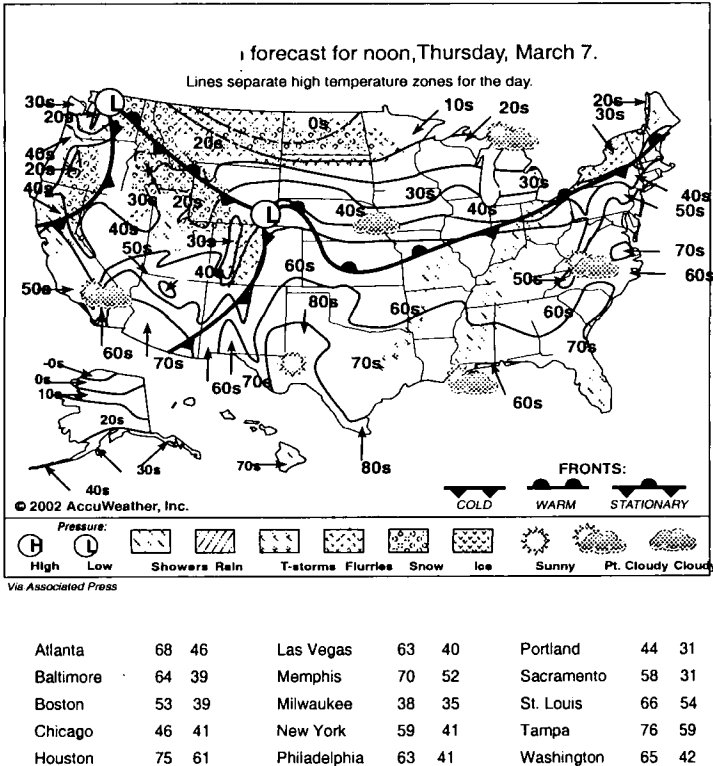 forecast for noon, Thursday, March 7.
Lines separate high temperature zones for the day.
30s 20s 10s 20s 20s 30s
0s 20s
40s 20s 40s
30s 20s 30s 40s 30s 40s 30s 40s 50s
40s 50s 30s 40s 60s 70s 60s
50s 80s 60s 50s 60s
60s 70s 60s 70s 70s 70s 60s
-0s 0s 10s 20s 30s 40s
70s 80s
FRONTS:
COLD WARM STATIONARY
© 2002 AccuWeather, Inc.
Pressure:
H L
High Low Showers Rain T-storms Flurries Snow Ice Sunny Pt. Cloudy Cloudy
Via Associated Press
Atlanta 68 46 Las Vegas 63 40 Portland 44 31
Baltimore 64 39 Memphis 70 52 Sacramento 58 31
Boston 53 39 Milwaukee 38 35 St. Louis 66 54
Chicago 46 41 New York 59 41 Tampa 76 59
Houston 75 61 Philadelphia 63 41 Washington 65 42
L
L